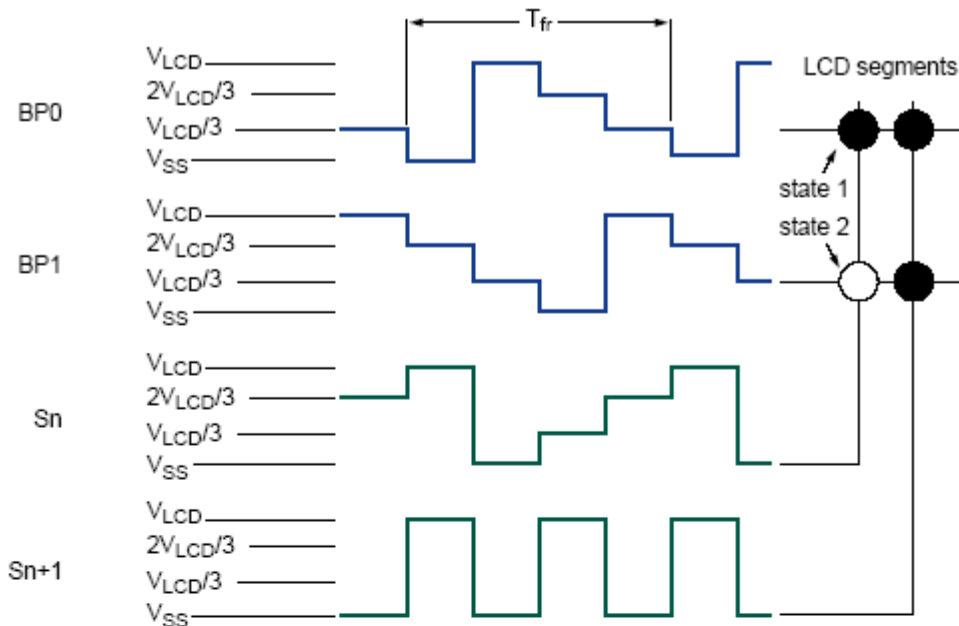 T_fr
BP0
V_LCD
2V_LCD/3
V_LCD/3
V_SS
LCD segments
state 1
state 2
BP1
V_LCD
2V_LCD/3
V_LCD/3
V_SS
Sn
V_LCD
2V_LCD/3
V_LCD/3
V_SS
Sn+1
V_LCD
2V_LCD/3
V_LCD/3
V_SS